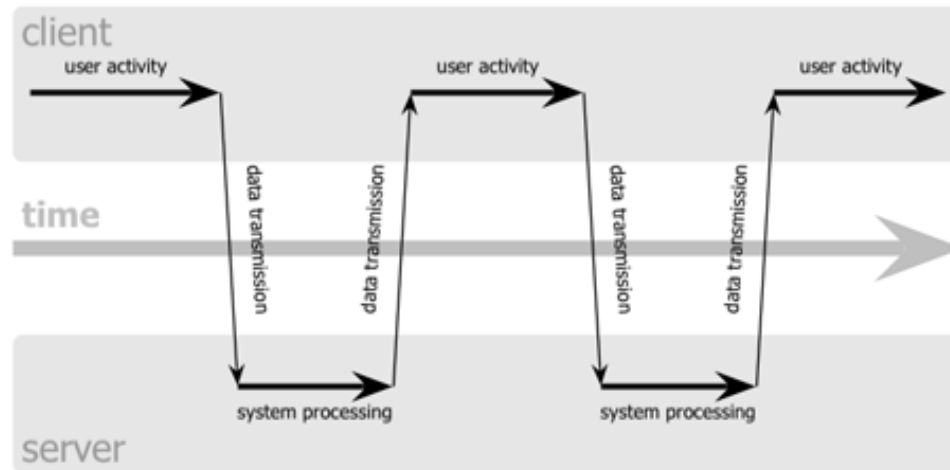 client
user activity
user activity
user activity
data transmission
data transmission
data transmission
data transmission
time
system processing
system processing
server